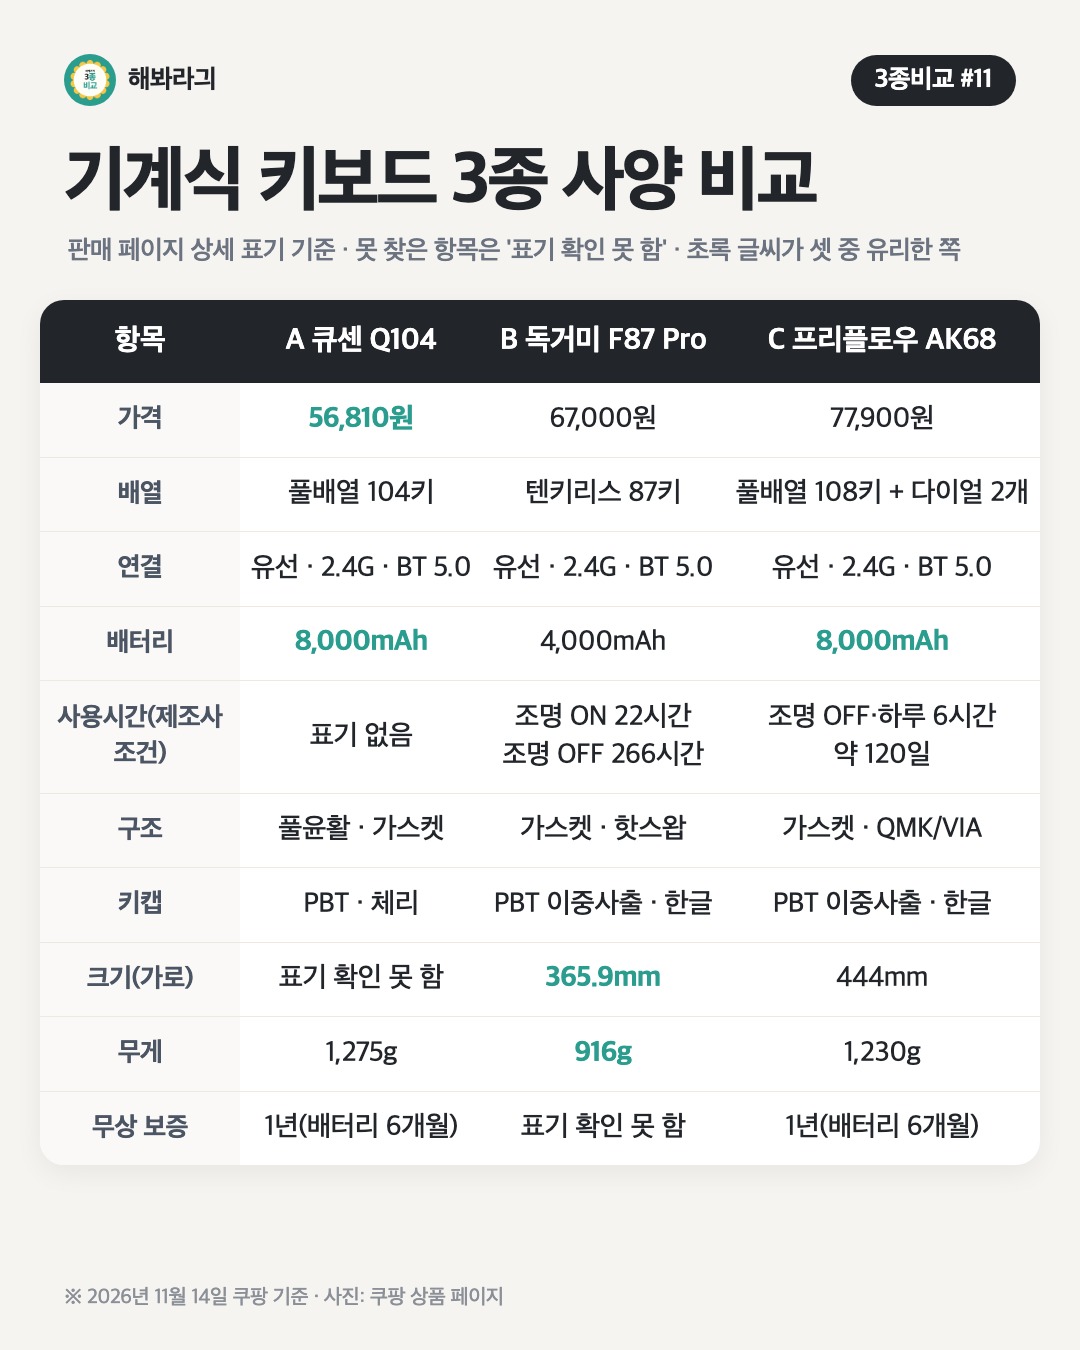 3종
비교
해봐라긔
3종비교 #11
기계식 키보드 3종 사양 비교
판매 페이지 상세 표기 기준 · 못 찾은 항목은 '표기 확인 못 함' · 초록 글씨가 셋 중 유리한 쪽
항목 A 큐센 Q104 B 독거미 F87 Pro C 프리플로우 AK68
가격 56,810원 67,000원 77,900원
배열 풀배열 104키 텐키리스 87키 풀배열 108키 + 다이얼 2개
연결 유선 · 2.4G · BT 5.0 유선 · 2.4G · BT 5.0 유선 · 2.4G · BT 5.0
배터리 8,000mAh 4,000mAh 8,000mAh
사용시간(제조사 조명 ON 22시간 조명 OFF·하루 6시간
표기 없음
조건) 조명 OFF 266시간 약 120일
구조 풀윤활 · 가스켓 가스켓 · 핫스왑 가스켓 · QMK/VIA
키캡 PBT · 체리 PBT 이중사출 · 한글 PBT 이중사출 · 한글
크기(가로) 표기 확인 못 함 365.9mm 444mm
무게 1,275g 916g 1,230g
무상 보증 1년(배터리 6개월) 표기 확인 못 함 1년(배터리 6개월)
※ 2026년 11월 14일 쿠팡 기준 · 사진: 쿠팡 상품 페이지